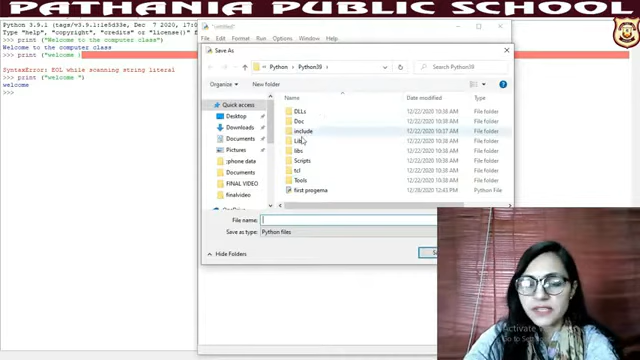 PATHANIA PUBLIC SCHOOL
Python 3.9.1 (tags/v3.9.1:1e5d33e, Dec 7 2020, 17:0
Type "help", "copyright", "credits" or "license()"
>>> print ("Welcome to the computer class")
Welcome to the computer class
>>> print ("welcome )
SyntaxError: EOL while scanning string literal
>>> print ("welcome ")
welcome
>>>
*untitled*
File Edit Format Run Options Window Help
Save As
Python › Python39 ›
Search Python39
Organize New folder
Name Date modified Type
Quick access
Desktop
Downloads
Documents
Pictures
:phone data
Documents
FINAL VIDEO
finalvideo
DLLs 12/22/2020 10:38 AM File folder
Doc 12/22/2020 10:38 AM File folder
include 12/22/2020 10:37 AM File folder
Lib 12/22/2020 10:38 AM File folder
libs 12/22/2020 10:38 AM File folder
Scripts 12/22/2020 10:38 AM File folder
tcl 12/22/2020 10:38 AM File folder
Tools 12/22/2020 10:38 AM File folder
first progema 12/28/2020 12:43 PM Python File
File name:
Save as type: Python files
Hide Folders
Activate
Go to